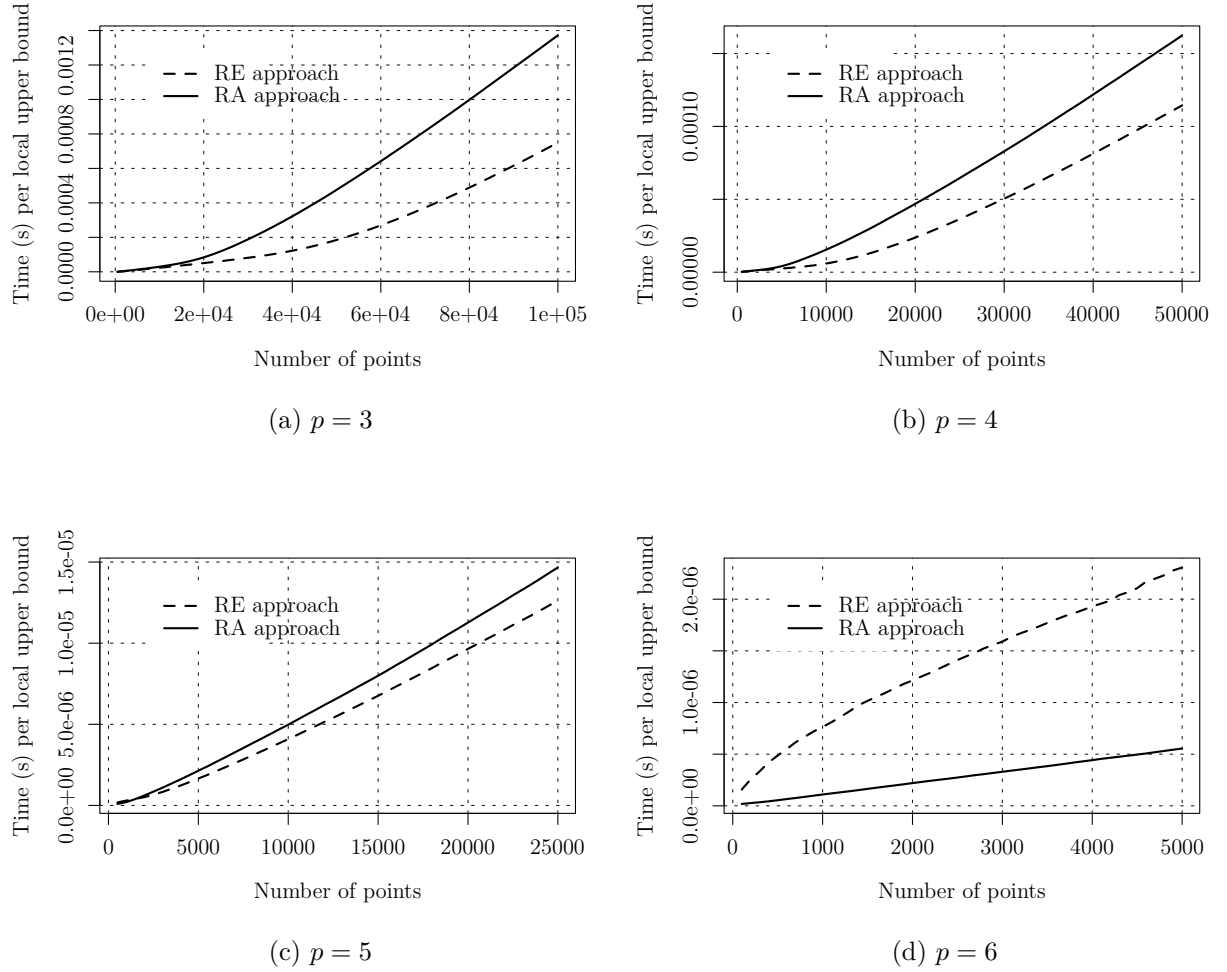 Time (s) per local upper bound
0.0000 0.0004 0.0008 0.0012
RE approach
RA approach
0e+00 2e+04 4e+04 6e+04 8e+04 1e+05
Number of points
(a) p = 3
Time (s) per local upper bound
0.00000 0.00010
RE approach
RA approach
0 10000 20000 30000 40000 50000
Number of points
(b) p = 4
Time (s) per local upper bound
0.0e+00 5.0e-06 1.0e-05 1.5e-05
RE approach
RA approach
0 5000 10000 15000 20000 25000
Number of points
(c) p = 5
Time (s) per local upper bound
0.0e+00 1.0e-06 2.0e-06
RE approach
RA approach
0 1000 2000 3000 4000 5000
Number of points
(d) p = 6